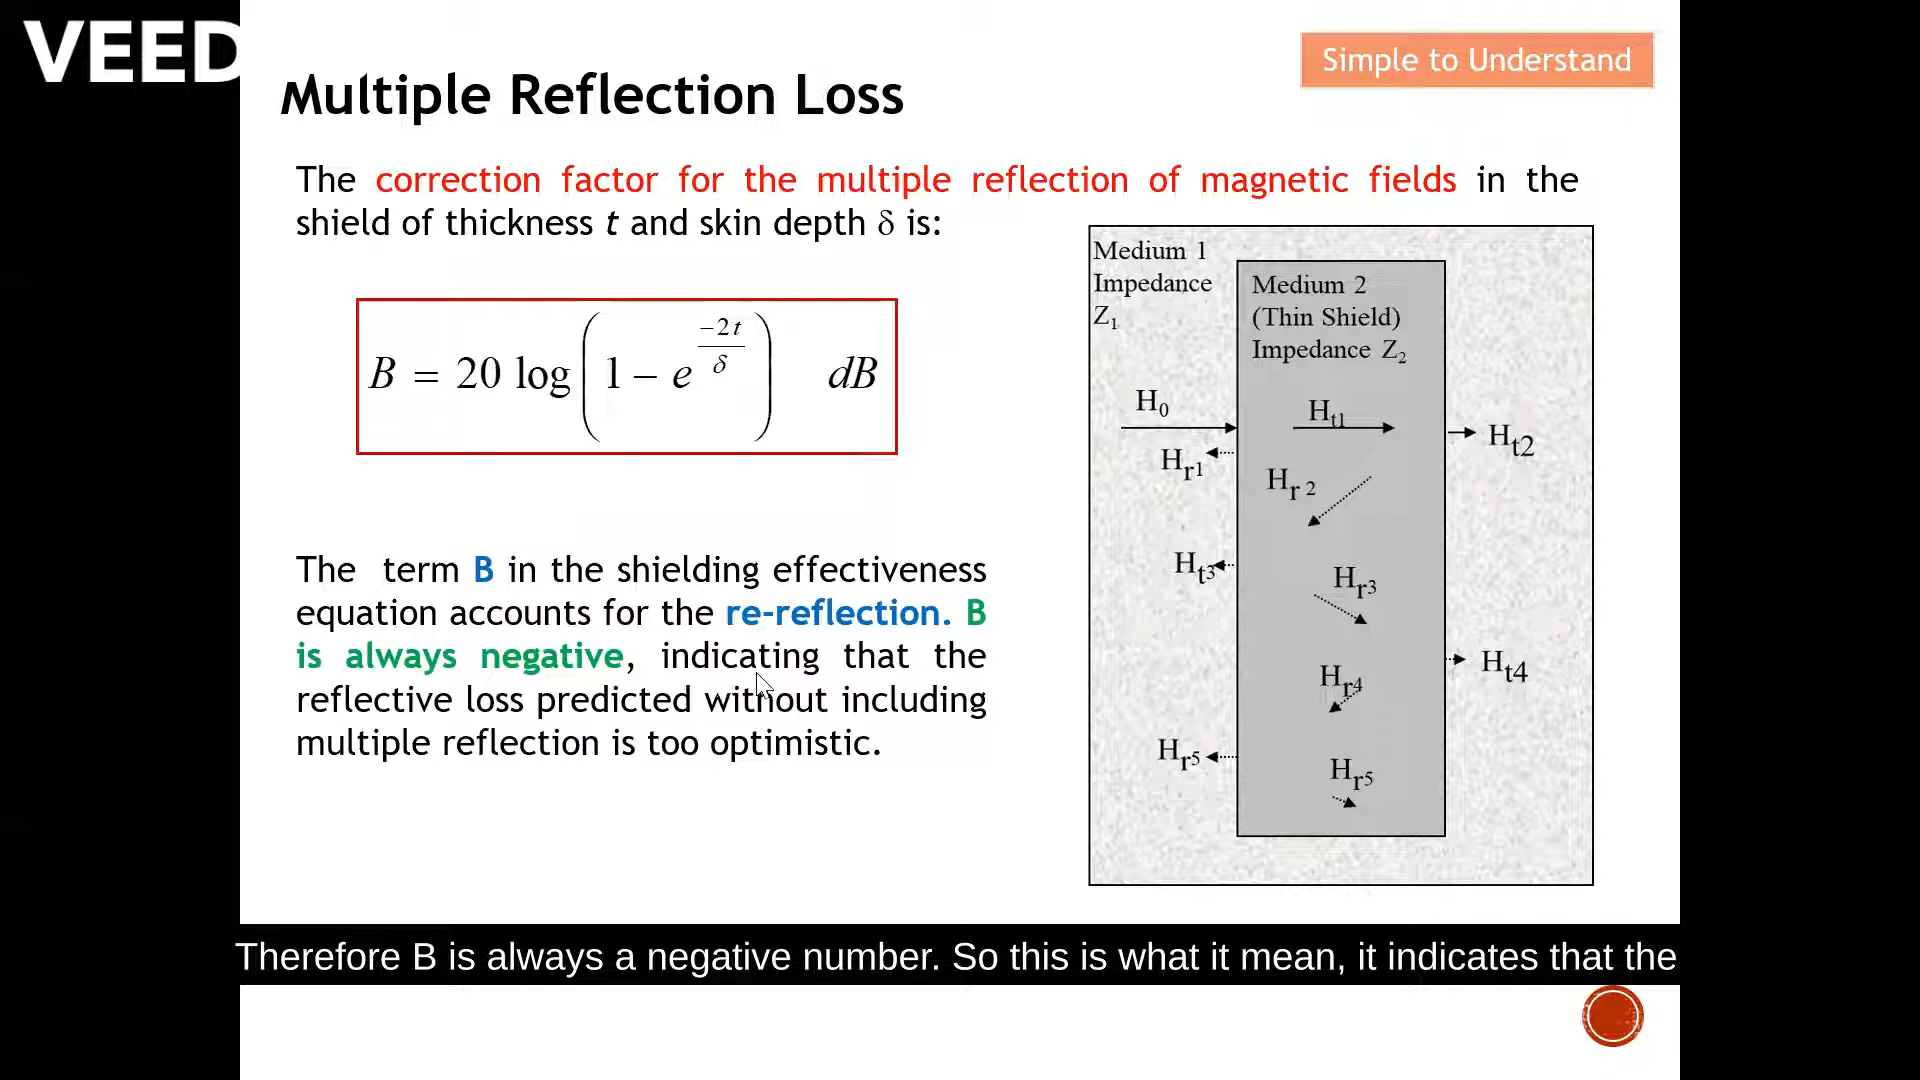 VEED
Simple to Understand
Multiple Reflection Loss
The correction factor for the multiple reflection of magnetic fields in the
shield of thickness t and skin depth δ is:
B = 20 log(1 − e^(−2t/δ)) dB
The term B in the shielding effectiveness
equation accounts for the re-reflection. B
is always negative, indicating that the
reflective loss predicted without including
multiple reflection is too optimistic.
Medium 1
Impedance
Z1
Medium 2
(Thin Shield)
Impedance Z2
H0
Ht1
Ht2
Hr1
Hr 2
Ht3
Hr3
Ht4
Hr4
Hr5
Hr5
Therefore B is always a negative number. So this is what it mean, it indicates that the